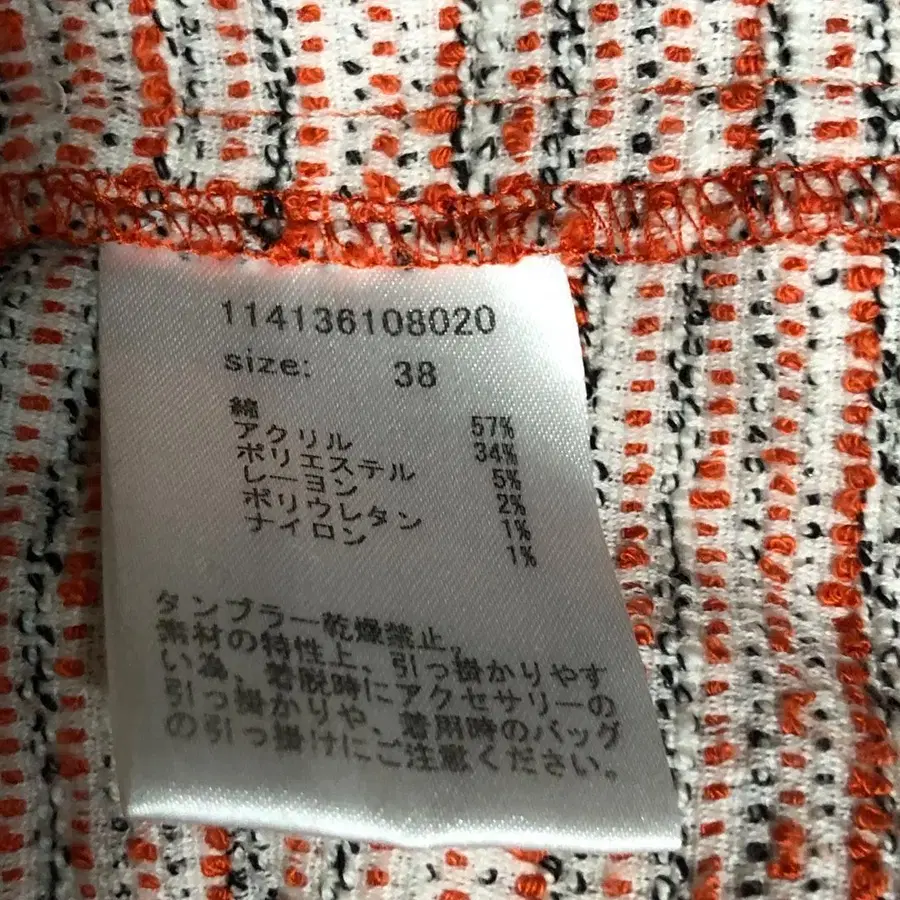 114136108020
size: 38
綿 57%
アクリル 34%
ポリエステル 5%
レーヨン 2%
ポリウレタン 1%
ナイロン 1%
タンブラー乾燥禁止。
素材の特性上、引っ掛かりやす
い為、着脱時にアクセサリーの
引っ掛かりや、着用時のバッグ
の引っ掛けにご注意ください。